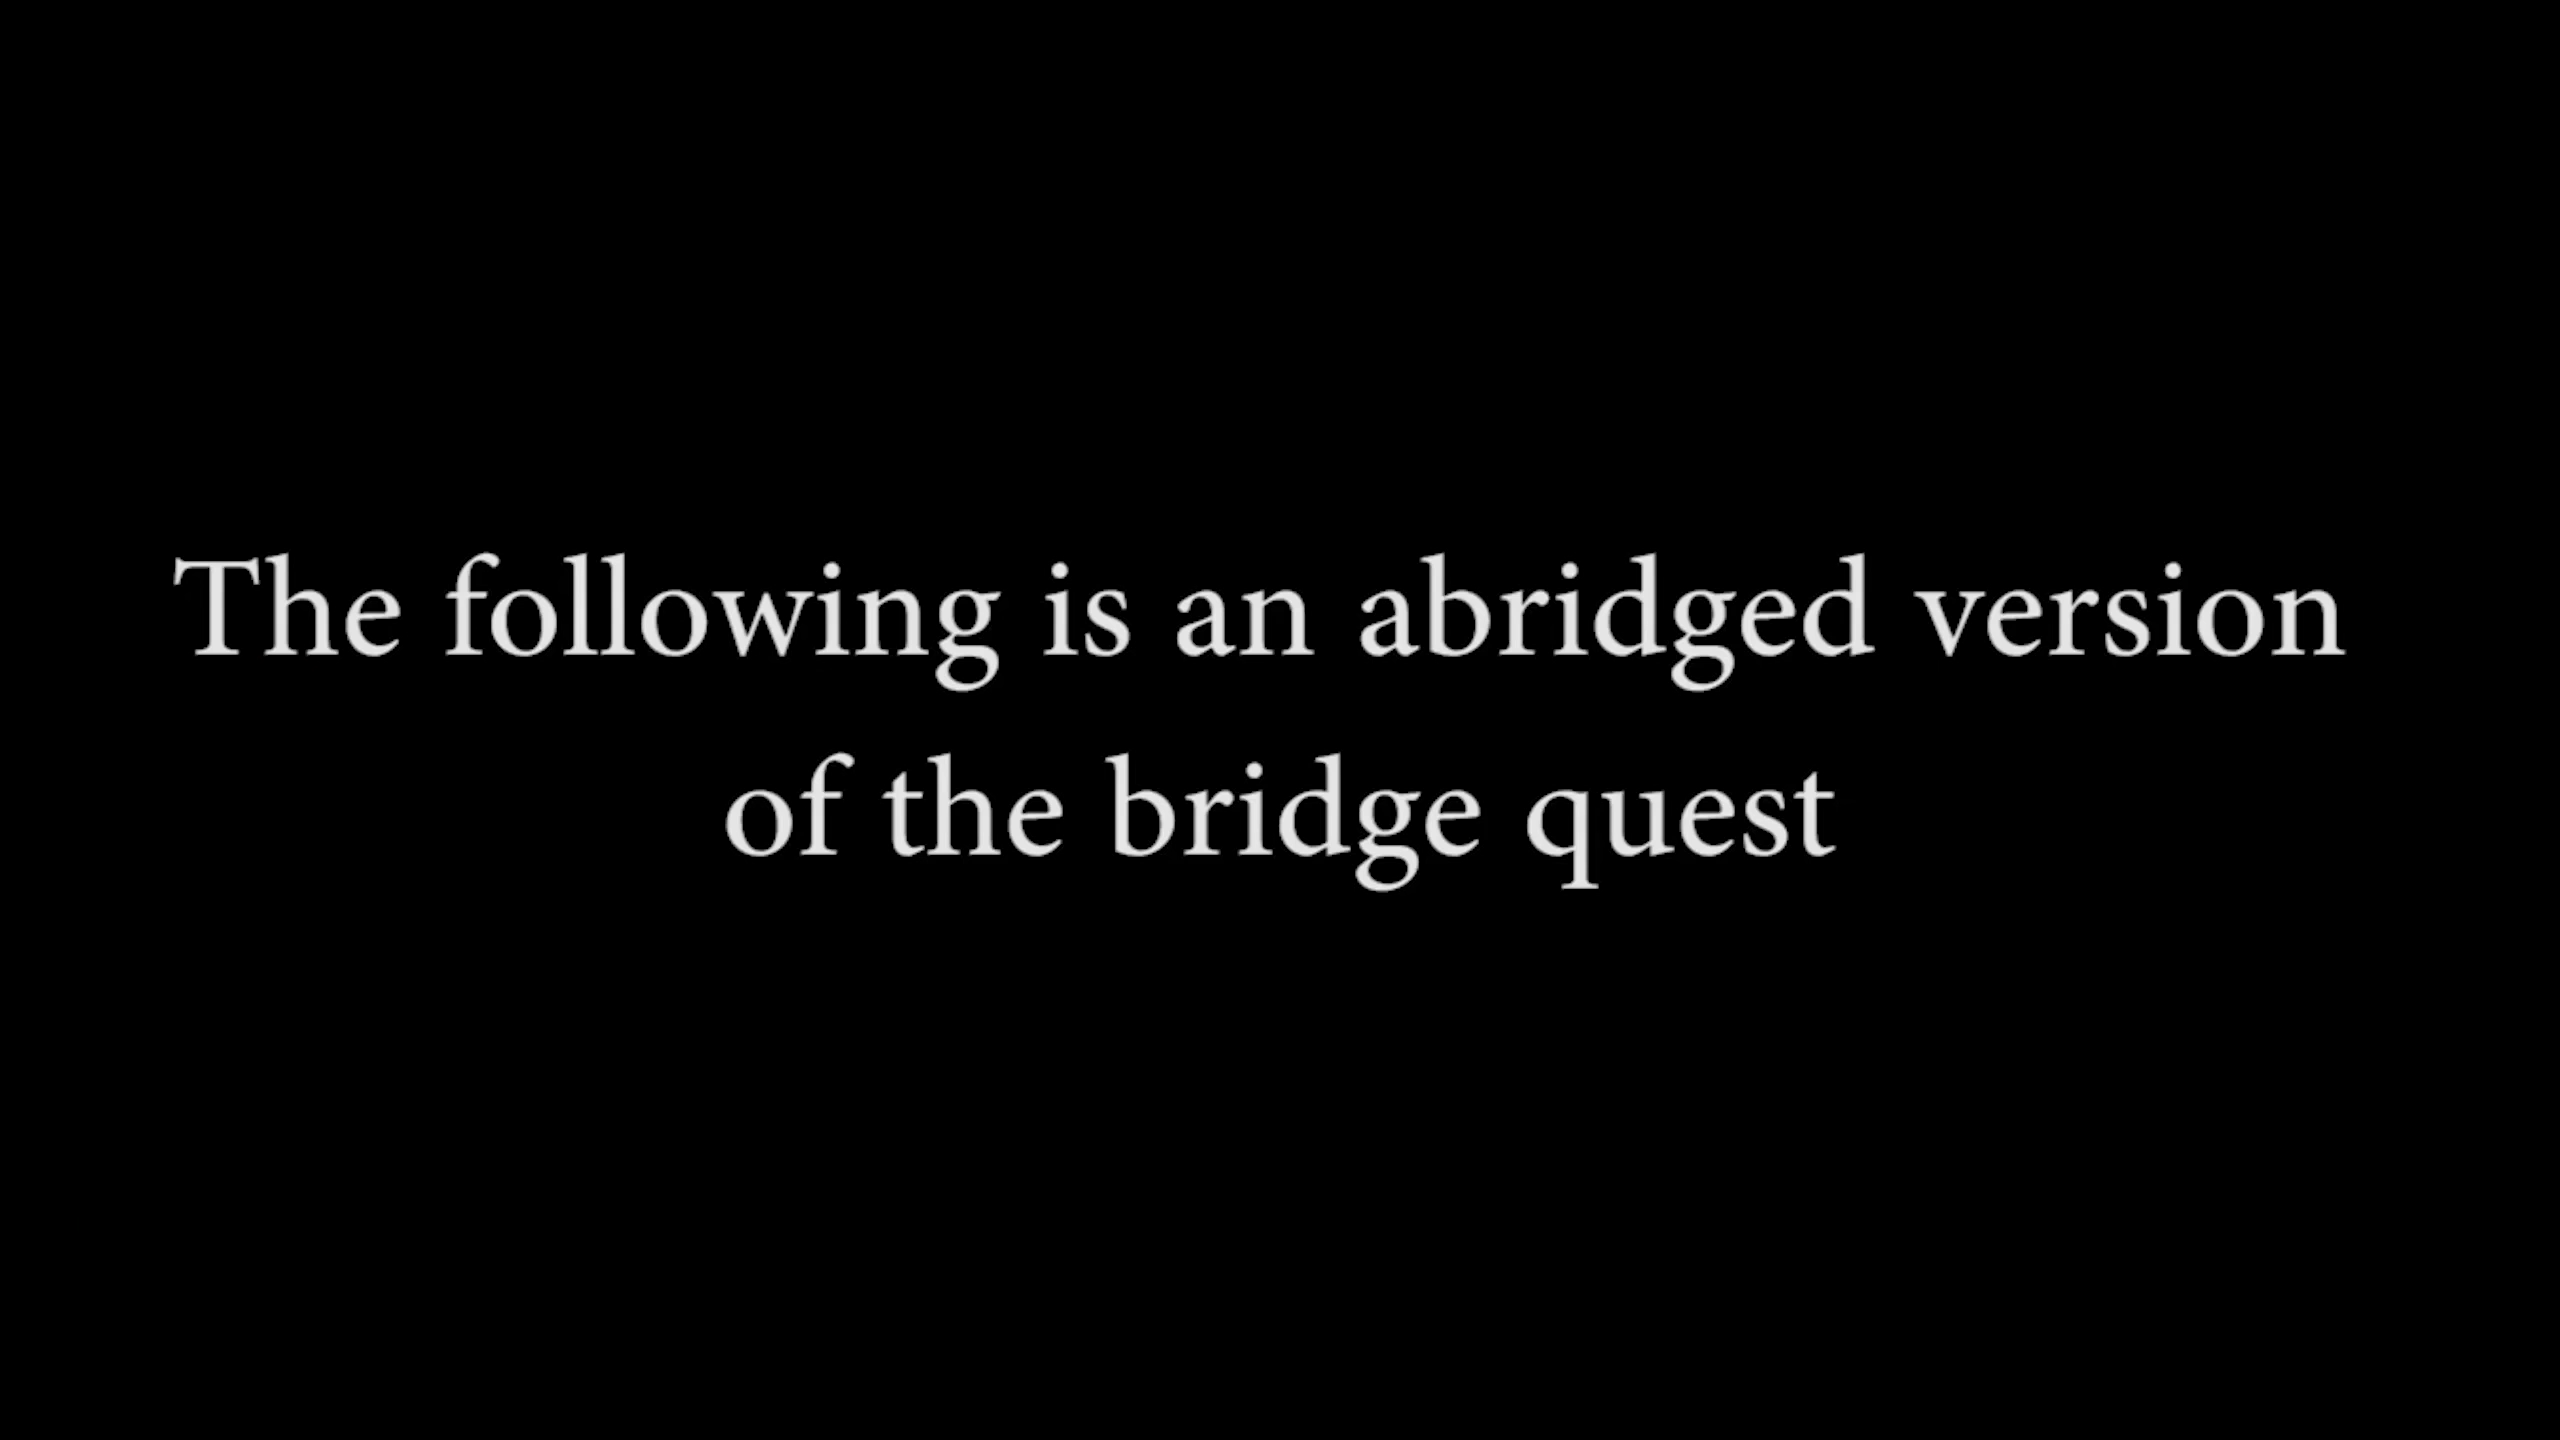 The following is an abridged version
of the bridge quest